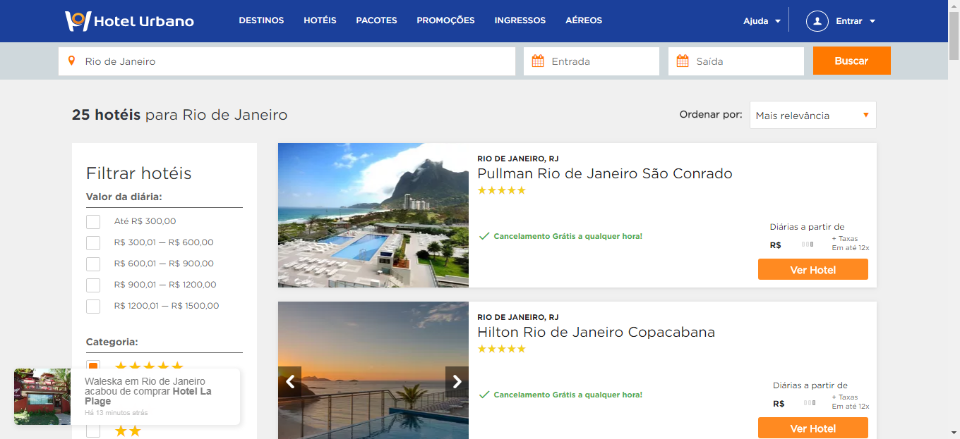 Hotel Urbano
DESTINOS HOTÉIS PACOTES PROMOÇÕES INGRESSOS AÉREOS
Ajuda Entrar
Rio de Janeiro Entrada Saída Buscar
25 hotéis para Rio de Janeiro
Ordenar por: Mais relevância
Filtrar hotéis
Valor da diária:
Até R$ 300,00
R$ 300,01 — R$ 600,00
R$ 600,01 — R$ 900,00
R$ 900,01 — R$ 1200,00
R$ 1200,01 — R$ 1500,00
Categoria:
Waleska em Rio de Janeiro
acabou de comprar Hotel La
Plage
Há 13 minutos atrás
RIO DE JANEIRO, RJ
Pullman Rio de Janeiro São Conrado
Cancelamento Grátis a qualquer hora!
Diárias a partir de
R$ + Taxas
Em até 12x
Ver Hotel
RIO DE JANEIRO, RJ
Hilton Rio de Janeiro Copacabana
Cancelamento Grátis a qualquer hora!
Diárias a partir de
R$ + Taxas
Em até 12x
Ver Hotel